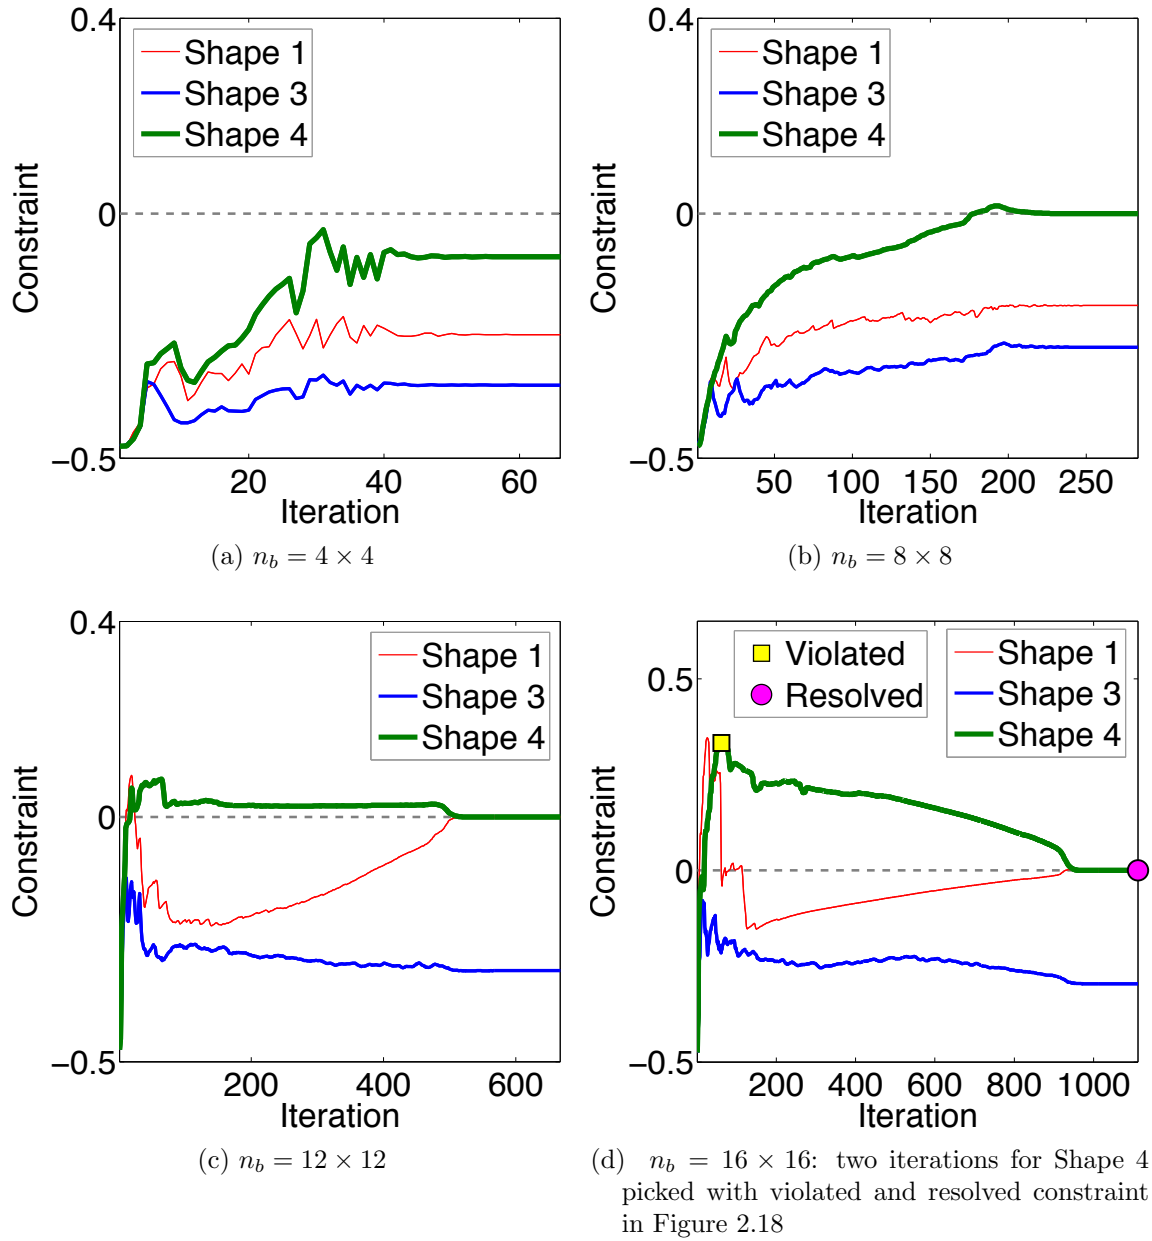 0.4
Shape 1
Shape 3
Shape 4
0
−0.5
Constraint
20 40 60
Iteration
(a) n_b = 4 × 4
Shape 1
Shape 3
Shape 4
0.4
0
−0.5
Constraint
50 100 150 200 250
Iteration
(b) n_b = 8 × 8
0.4
Shape 1
Shape 3
Shape 4
0
−0.5
Constraint
200 400 600
Iteration
(c) n_b = 12 × 12
Violated
Resolved
Shape 1
Shape 3
Shape 4
0.5
0
−0.5
Constraint
200 400 600 800 1000
Iteration
(d) n_b = 16 × 16: two iterations for Shape 4
picked with violated and resolved constraint
in Figure 2.18